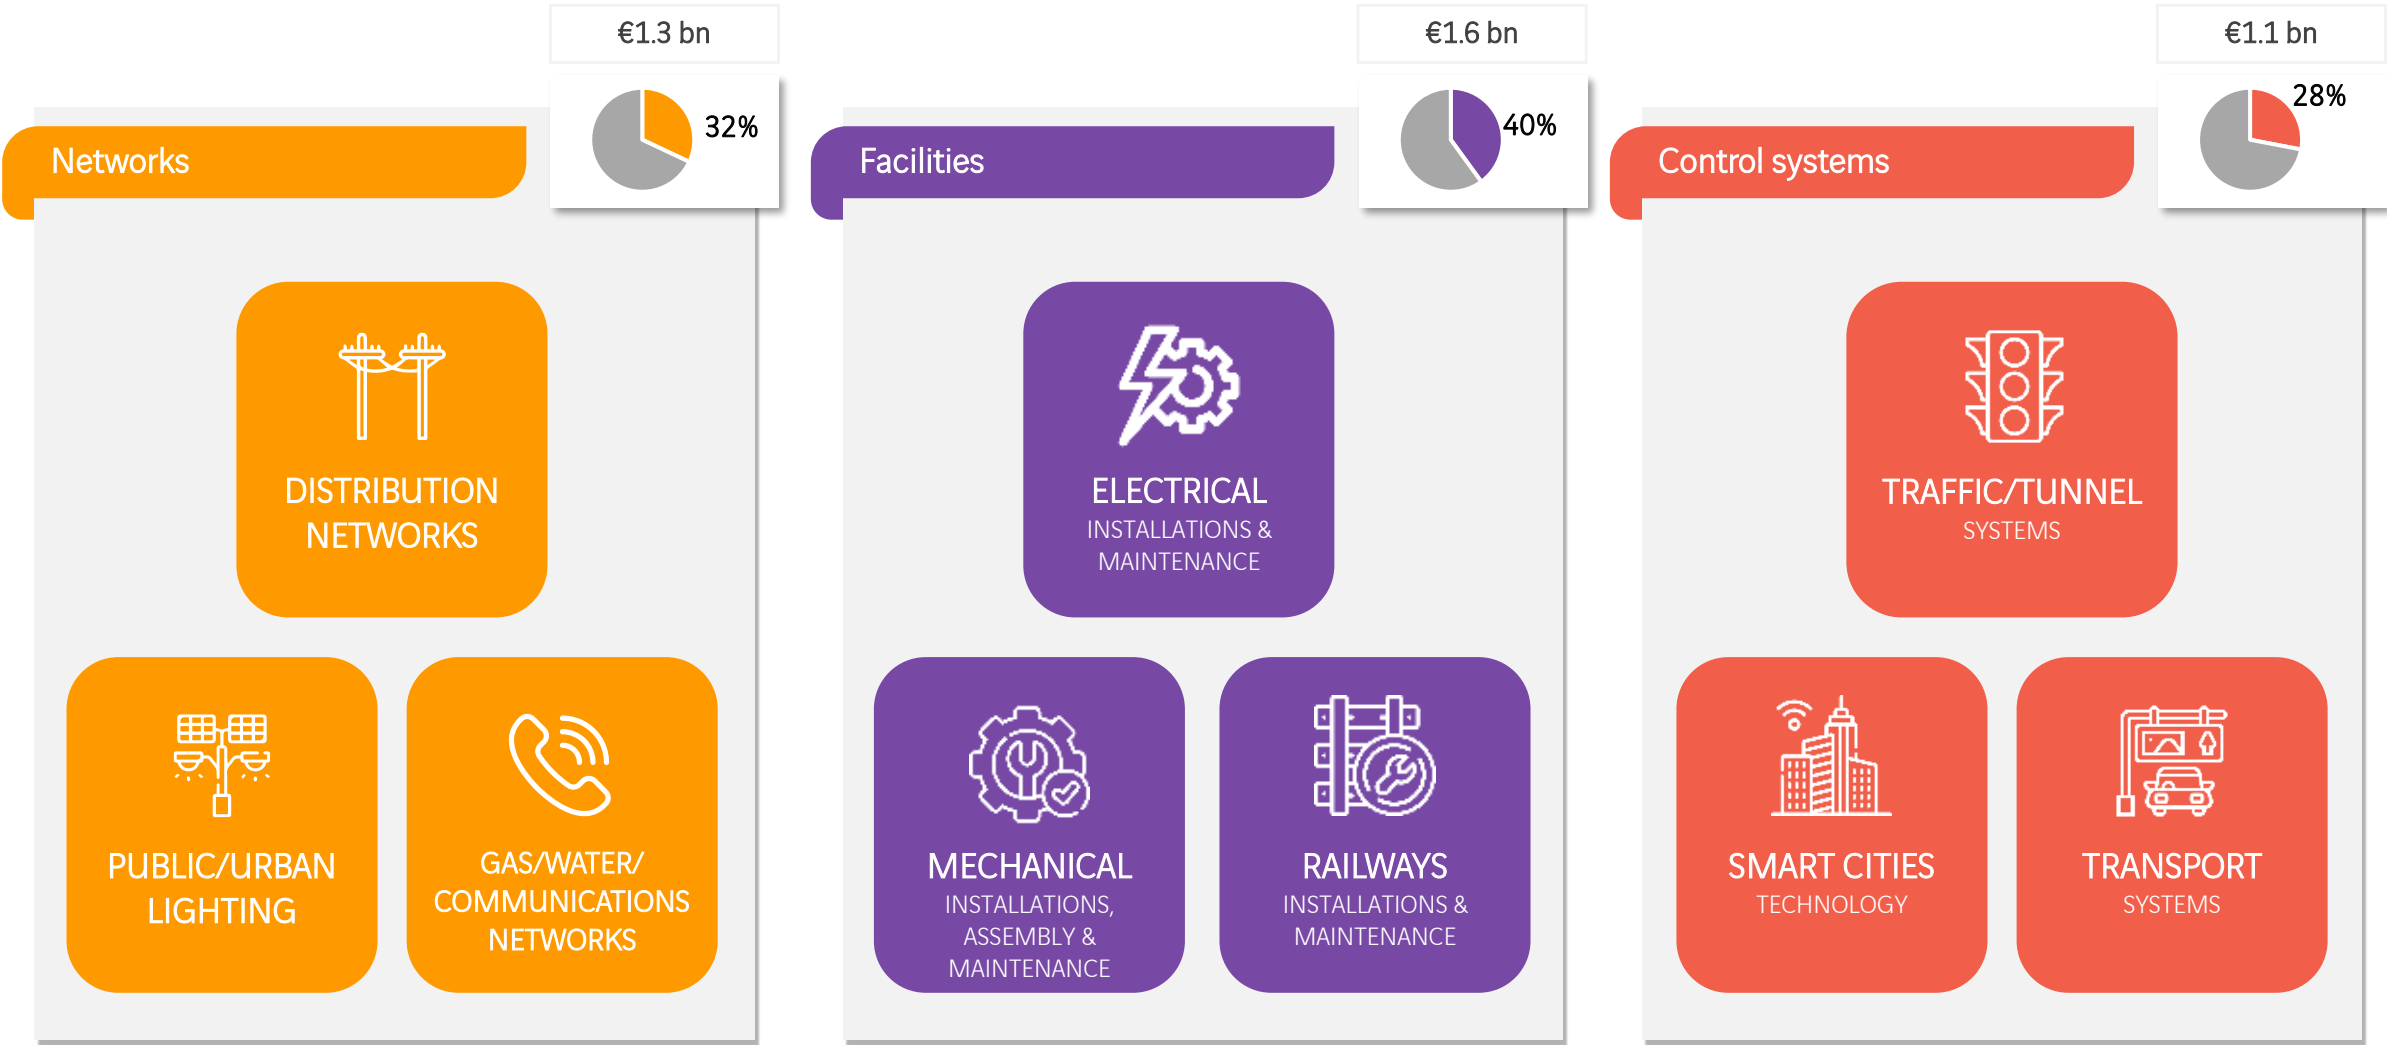 €1.3 bn
32%
Networks
DISTRIBUTION
NETWORKS
PUBLIC/URBAN
LIGHTING
GAS/WATER/
COMMUNICATIONS
NETWORKS
€1.6 bn
40%
Facilities
ELECTRICAL
INSTALLATIONS &
MAINTENANCE
MECHANICAL
INSTALLATIONS,
ASSEMBLY &
MAINTENANCE
RAILWAYS
INSTALLATIONS &
MAINTENANCE
€1.1 bn
28%
Control systems
TRAFFIC/TUNNEL
SYSTEMS
SMART CITIES
TECHNOLOGY
TRANSPORT
SYSTEMS